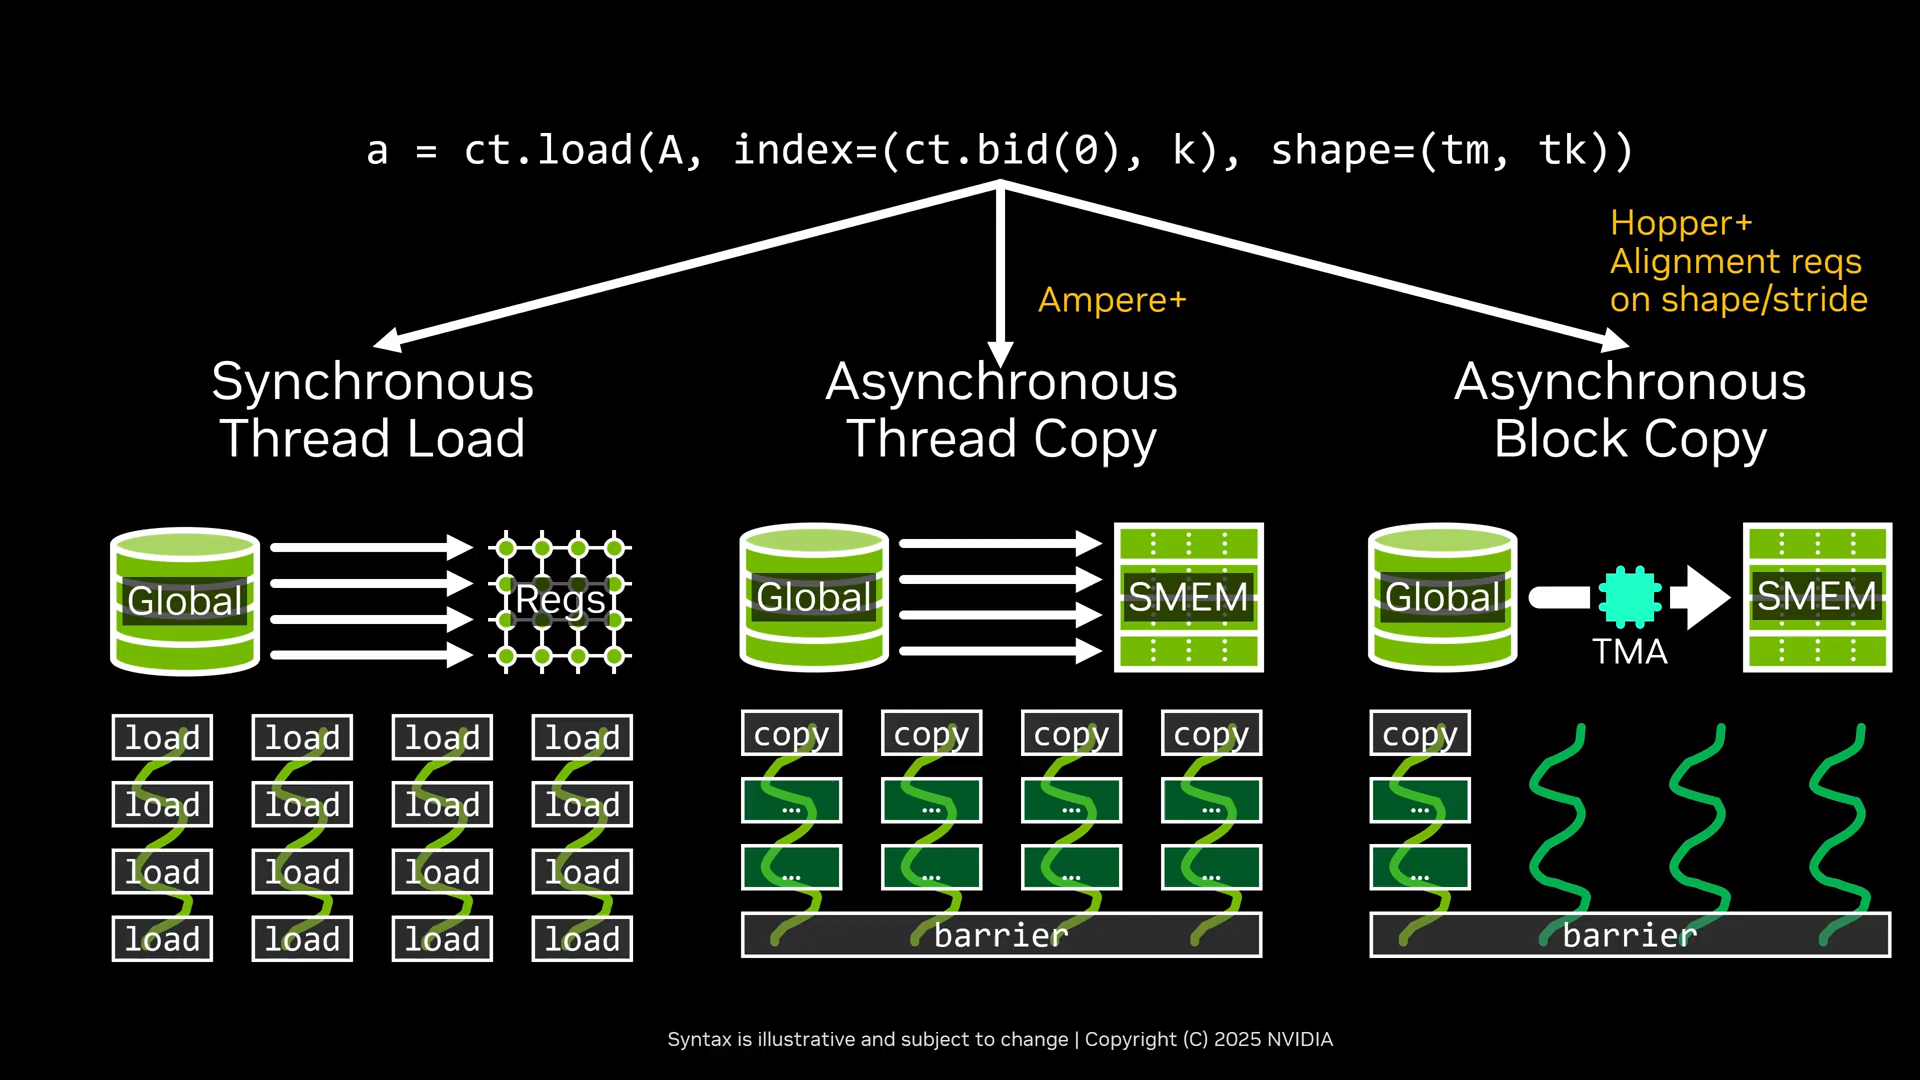 a = ct.load(A, index=(ct.bid(0), k), shape=(tm, tk))
Hopper+
Alignment reqs
on shape/stride
Ampere+
Synchronous
Thread Load
Asynchronous
Thread Copy
Asynchronous
Block Copy
Global
Regs
Global
SMEM
Global
TMA
SMEM
load load load load
load load load load
load load load load
load load load load
copy copy copy copy
... ... ... ...
... ... ... ...
barrier
copy
...
...
barrier
Syntax is illustrative and subject to change | Copyright (C) 2025 NVIDIA